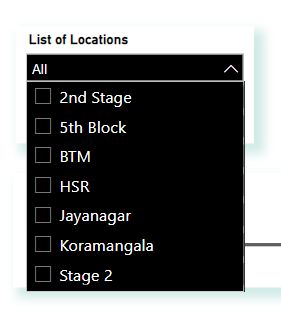 List of Locations
All
2nd Stage
5th Block
BTM
HSR
Jayanagar
Koramangala
Stage 2